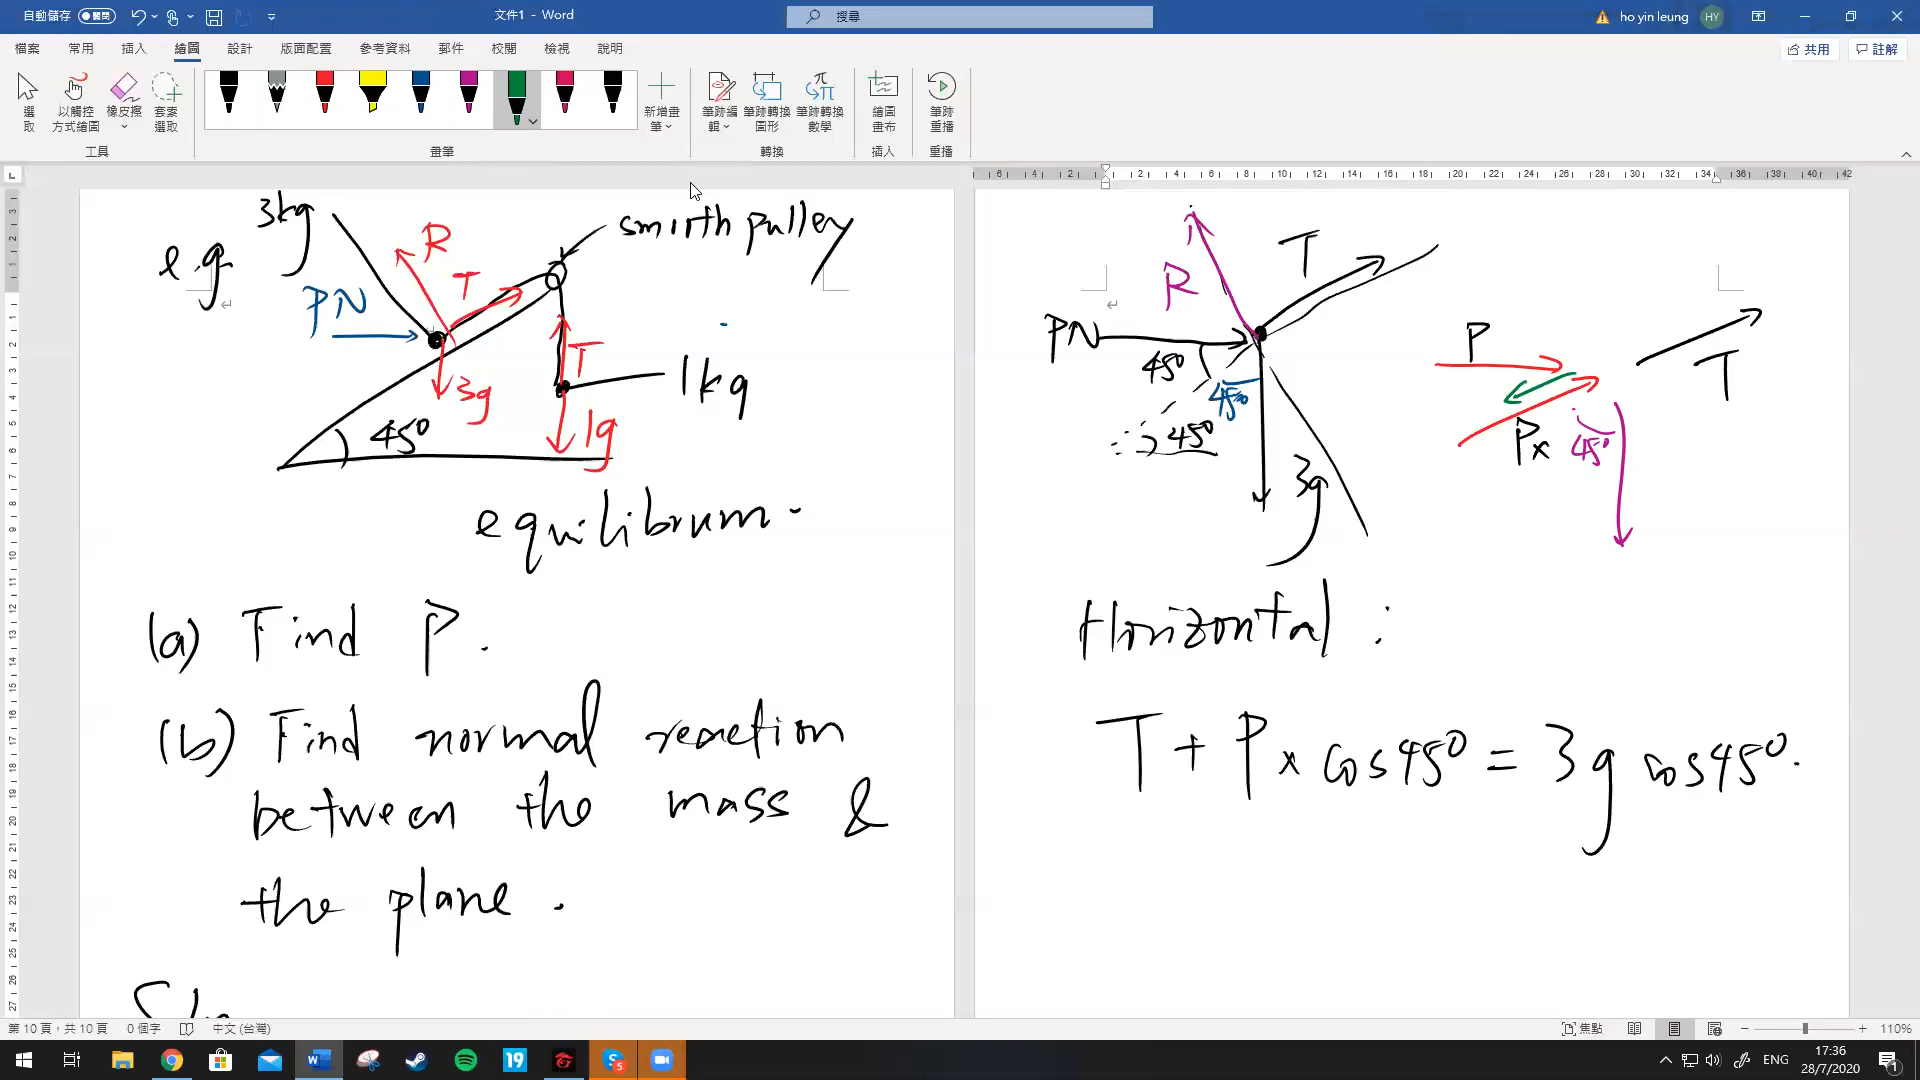 自動儲存 關閉 文件1 - Word 搜尋 ho yin leung HY
檔案 常用 插入 繪圖 設計 版面配置 參考資料 郵件 校閱 檢視 說明 共用 註解
選取 以觸控方式繪圖 橡皮擦 套索選取 新增畫筆 筆跡編輯 筆跡轉換圖形 筆跡轉換數學 繪圖畫布 筆跡重播
工具 畫筆 轉換 插入 重播
e.g
3kg
R
T
PN
smooth pulley
3g
T
1kg
1g
45°
equilibrum.
(a) Find P.
(b) Find normal reaction
between the mass &
the plane.
R
T
PN
45°
45°
45°
3g
P
Px
45°
T
Horizontal :
T + Px cos45° = 3g cos45°.
第 10 頁，共 10 頁 0 個字 中文 (台灣) 焦點 110%
19
ENG
17:36
28/7/2020